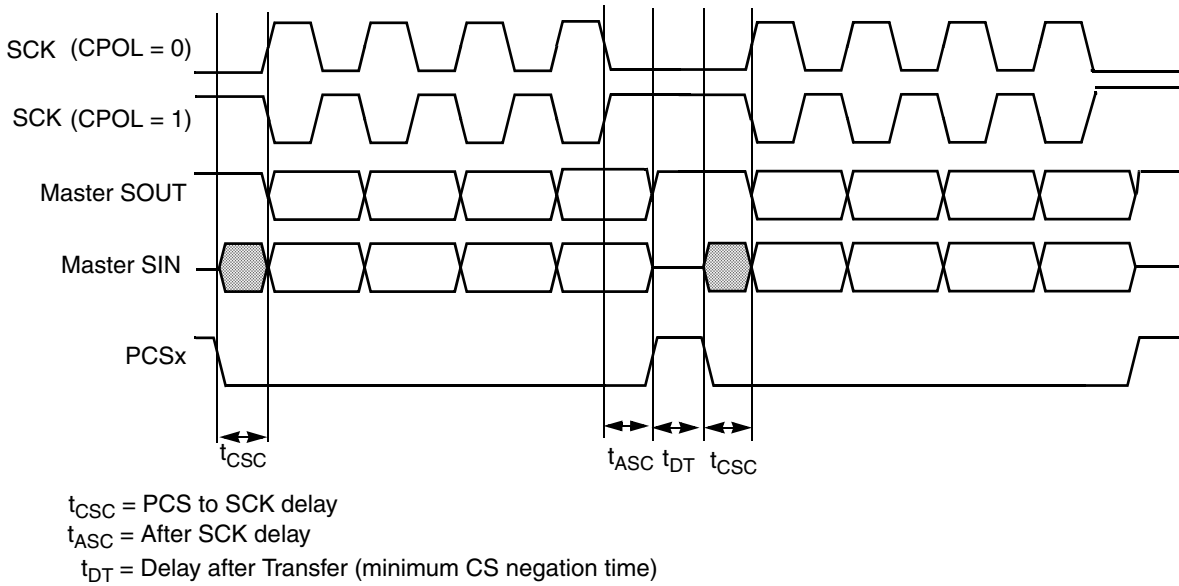 SCK (CPOL = 0)
SCK (CPOL = 1)
Master SOUT
Master SIN
PCSx
tCSC
tASC tDT tCSC
tCSC = PCS to SCK delay
tASC = After SCK delay
tDT = Delay after Transfer (minimum CS negation time)